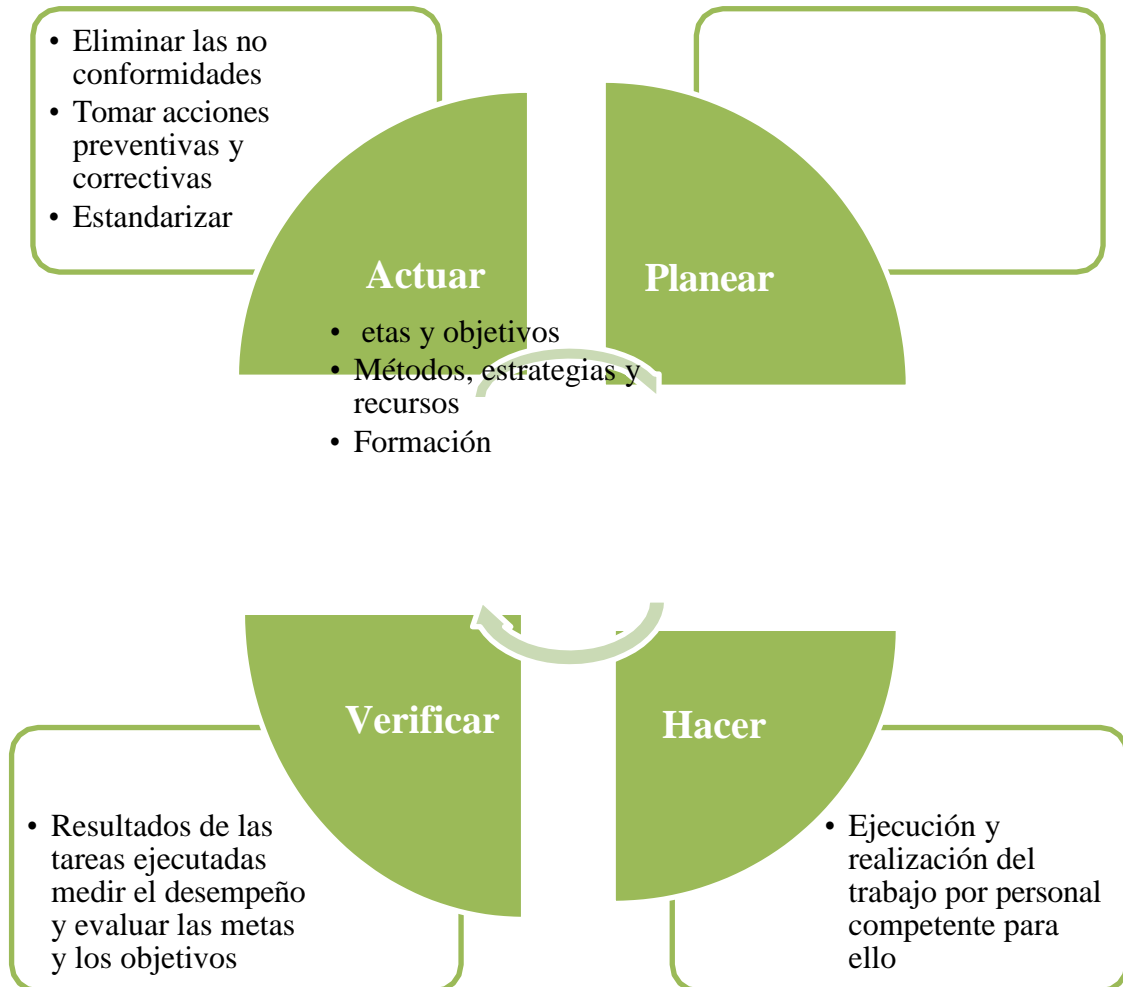 • Eliminar las no
conformidades
• Tomar acciones
preventivas y
correctivas
• Estandarizar
Actuar
Planear
• etas y objetivos
• Métodos, estrategias y
recursos
• Formación
Verificar
Hacer
• Resultados de las
tareas ejecutadas
medir el desempeño
y evaluar las metas
y los objetivos
• Ejecución y
realización del
trabajo por personal
competente para
ello